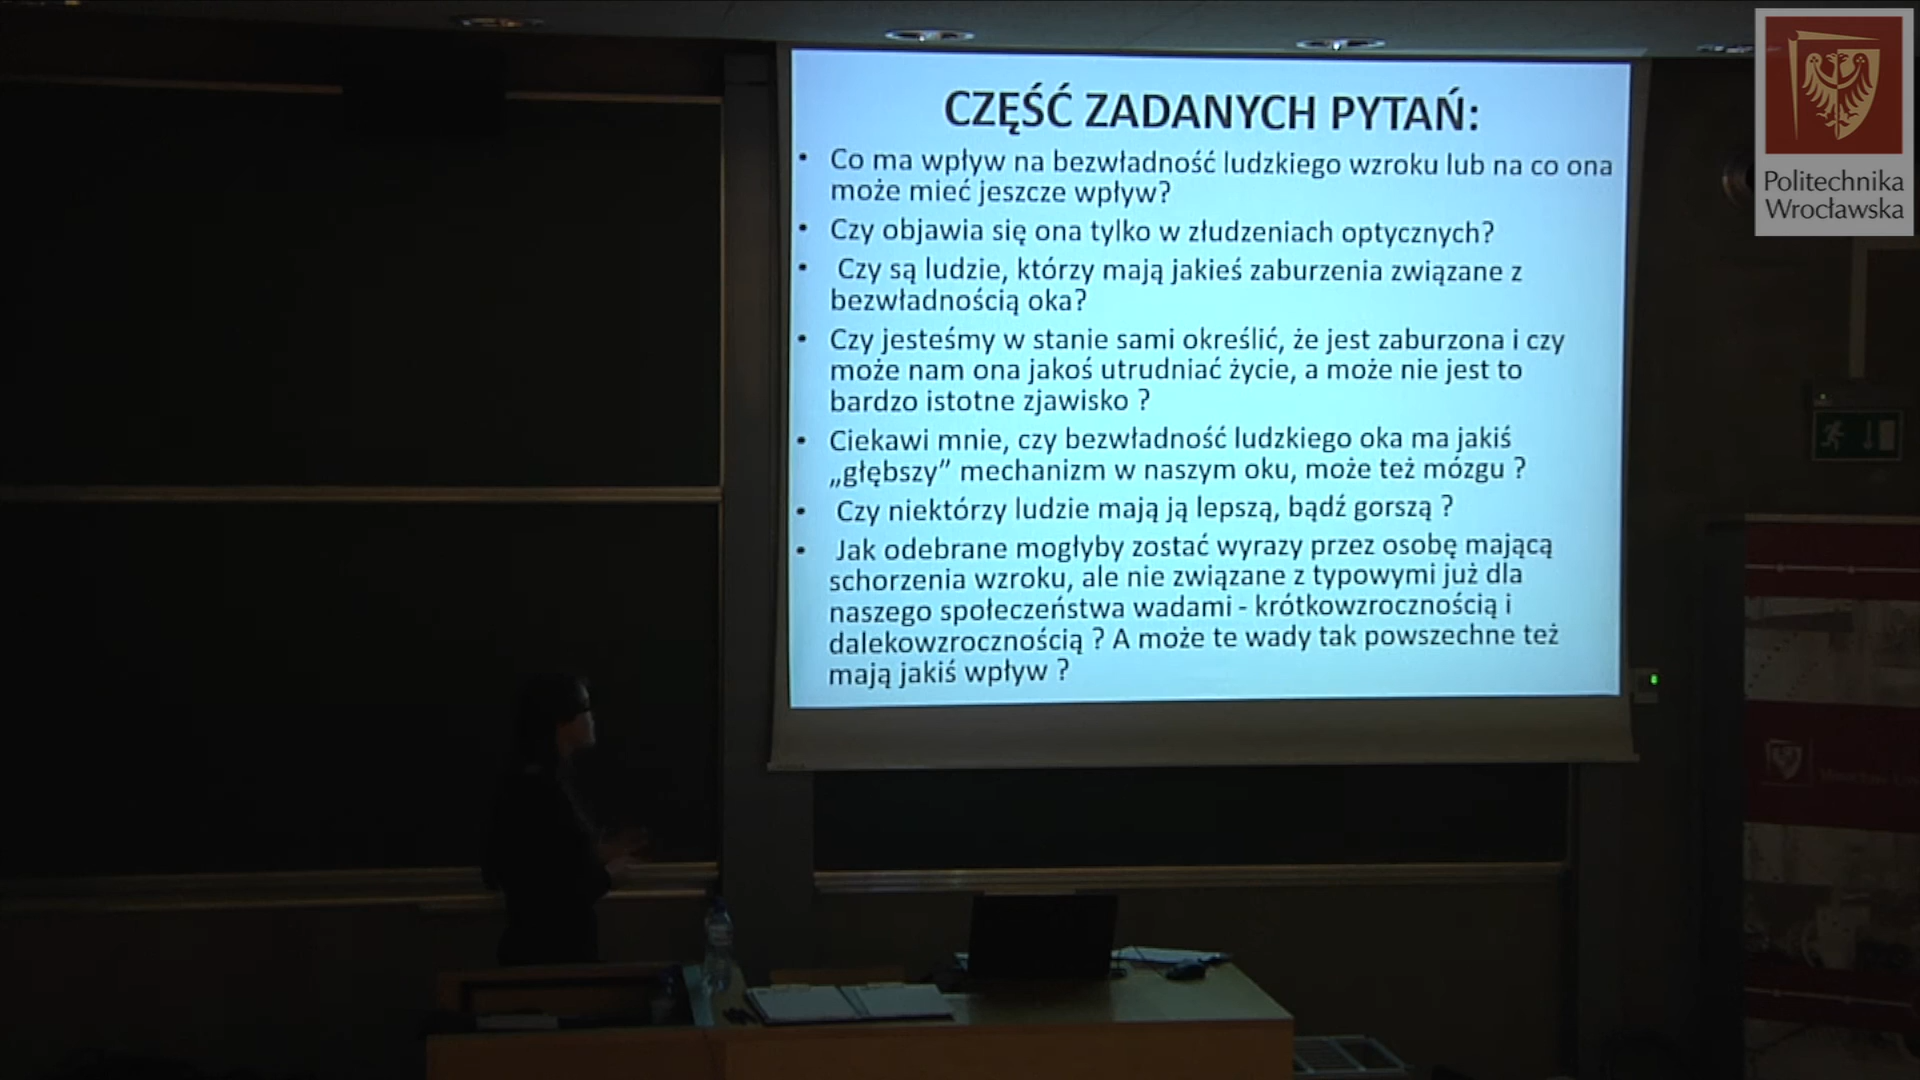 CZĘŚĆ ZADANYCH PYTAŃ:
• Co ma wpływ na bezwładność ludzkiego wzroku lub na co ona
może mieć jeszcze wpływ?
• Czy objawia się ona tylko w złudzeniach optycznych?
• Czy są ludzie, którzy mają jakieś zaburzenia związane z
bezwładnością oka?
• Czy jesteśmy w stanie sami określić, że jest zaburzona i czy
może nam ona jakoś utrudniać życie, a może nie jest to
bardzo istotne zjawisko ?
• Ciekawi mnie, czy bezwładność ludzkiego oka ma jakiś
„głębszy” mechanizm w naszym oku, może też mózgu ?
• Czy niektórzy ludzie mają ją lepszą, bądź gorszą ?
• Jak odebrane mogłyby zostać wyrazy przez osobę mającą
schorzenia wzroku, ale nie związane z typowymi już dla
naszego społeczeństwa wadami - krótkowzrocznością i
dalekowzrocznością ? A może te wady tak powszechne też
mają jakiś wpływ ?
Politechnika
Wrocławska